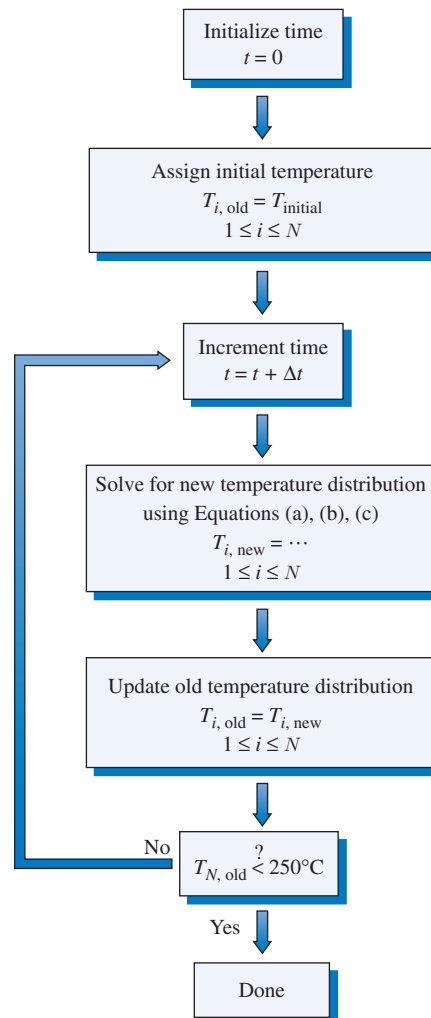 Initialize time
t = 0
Assign initial temperature
T_{i, old} = T_{initial}
1 ≤ i ≤ N
Increment time
t = t + Δt
Solve for new temperature distribution
using Equations (a), (b), (c)
T_{i, new} = ⋯
1 ≤ i ≤ N
Update old temperature distribution
T_{i, old} = T_{i, new}
1 ≤ i ≤ N
No
?
T_{N, old} < 250°C
Yes
Done